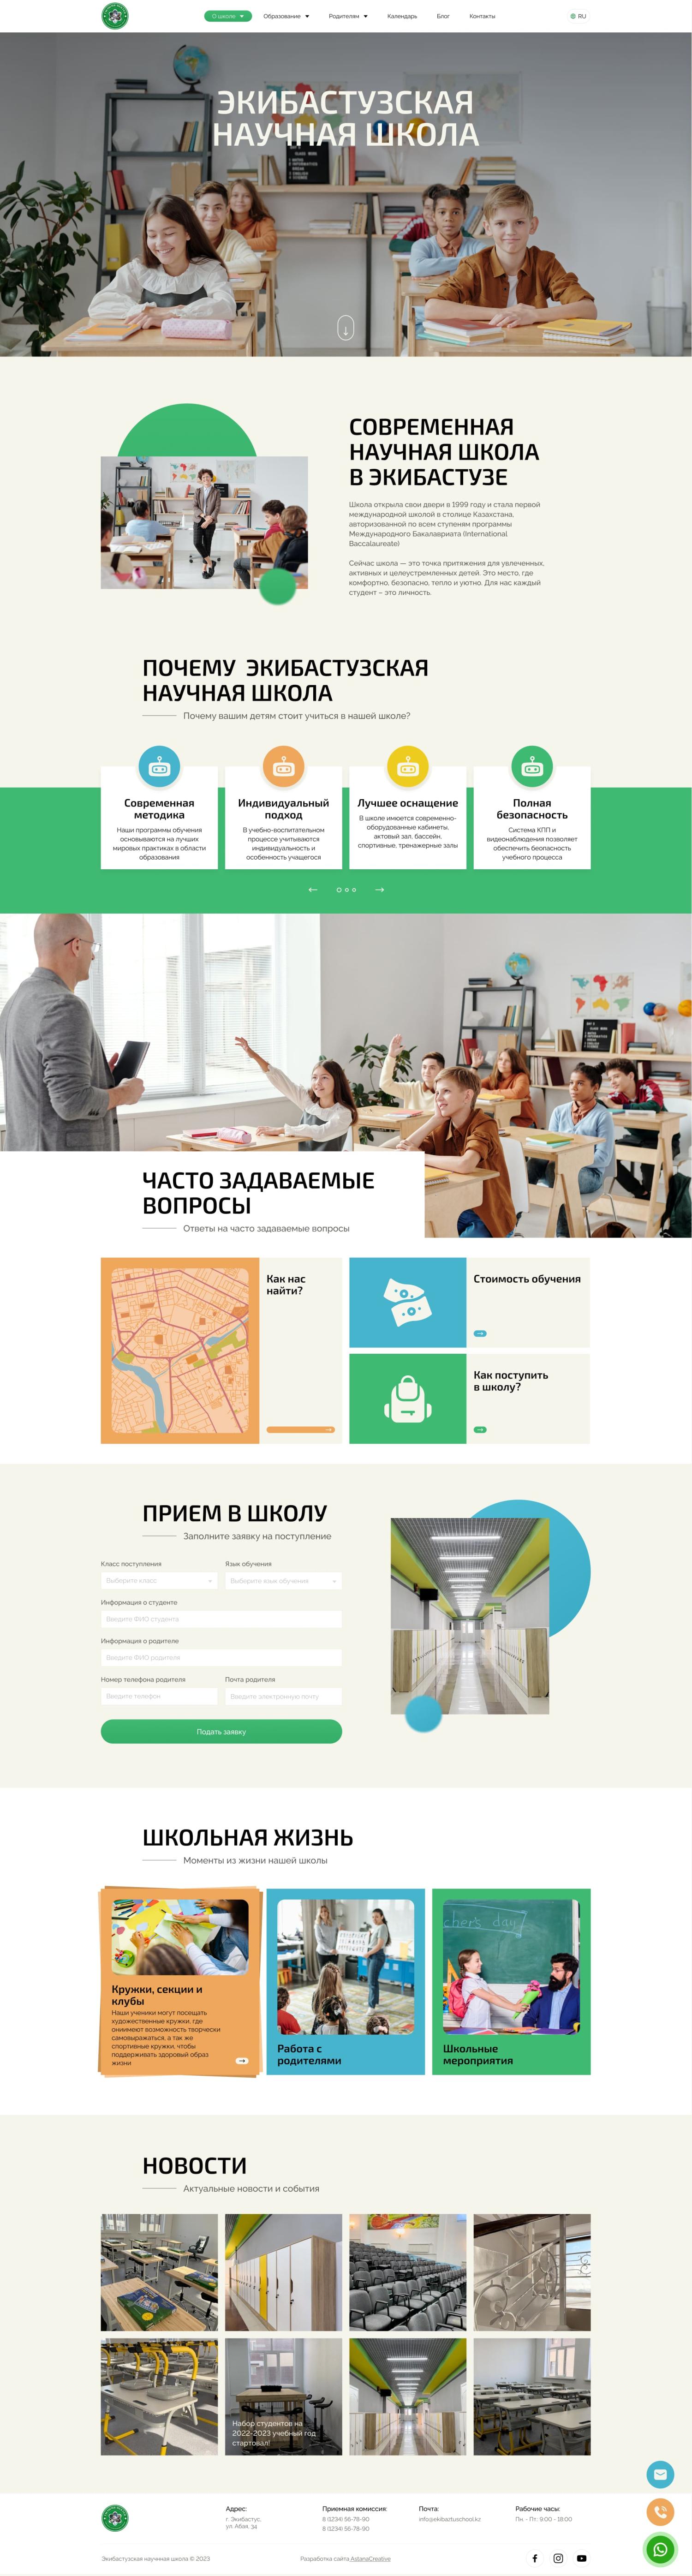 О школе
Образование
Родителям
Календарь
Блог
Контакты
RU
ЭКИБАСТУЗСКАЯ
НАУЧНАЯ ШКОЛА
СОВРЕМЕННАЯ
НАУЧНАЯ ШКОЛА
В ЭКИБАСТУЗЕ
Школа открыла свои двери в 1999 году и стала первой
международной школой в столице Казахстана,
авторизованной по всем ступеням программы
Международного Бакалавриата (International
Baccalaureate)
Сейчас школа — это точка притяжения для увлеченных,
активных и целеустремленных детей. Это место, где
комфортно, безопасно, тепло и уютно. Для нас каждый
студент – это личность.
ПОЧЕМУ ЭКИБАСТУЗСКАЯ
НАУЧНАЯ ШКОЛА
Почему вашим детям стоит учиться в нашей школе?
Современная
методика
Наши программы обучения
основываются на лучших
мировых практиках в области
образования
Индивидуальный
подход
В учебно-воспитательном
процессе учитываются
индивидуальность и
особенность учащегося
Лучшее оснащение
В школе имеется современно-
оборудованные кабинеты,
актовый зал, бассейн,
спортивные, тренажерные залы
Полная
безопасность
Система КПП и
видеонаблюдения позволяет
обеспечить беопасность
учебного процесса
ЧАСТО ЗАДАВАЕМЫЕ
ВОПРОСЫ
Ответы на часто задаваемые вопросы
Как нас
найти?
Стоимость обучения
Как поступить
в школу?
ПРИЕМ В ШКОЛУ
Заполните заявку на поступление
Класс поступления
Язык обучения
Выберите класс
Выберите язык обучения
Информация о студенте
Введите ФИО студента
Информация о родителе
Введите ФИО родителя
Номер телефона родителя
Почта родителя
Введите телефон
Введите электронную почту
Подать заявку
ШКОЛЬНАЯ ЖИЗНЬ
Моменты из жизни нашей школы
Кружки, секции и
клубы
Наши ученики могут посещать
художественные кружки, где
ониимеют возможность творчески
самовыражаться, а так же
спортивные кружки, чтобы
поддерживать здоровый образ
жизни
Работа с
родителями
cher's day
Школьные
мероприятия
НОВОСТИ
Актуальные новости и события
Набор студентов на
2022-2023 учебный год
стартовал!
Адрес:
г. Экибастус,
ул. Абая, 34
Приемная комиссия:
8 (1234) 56-78-90
8 (1234) 56-78-90
Почта:
info@ekibaztuschool.kz
Рабочие часы:
Пн. - Пт.: 9:00 - 18:00
Экибастузская научнная школа © 2023
Разработка сайта AstanaCreative